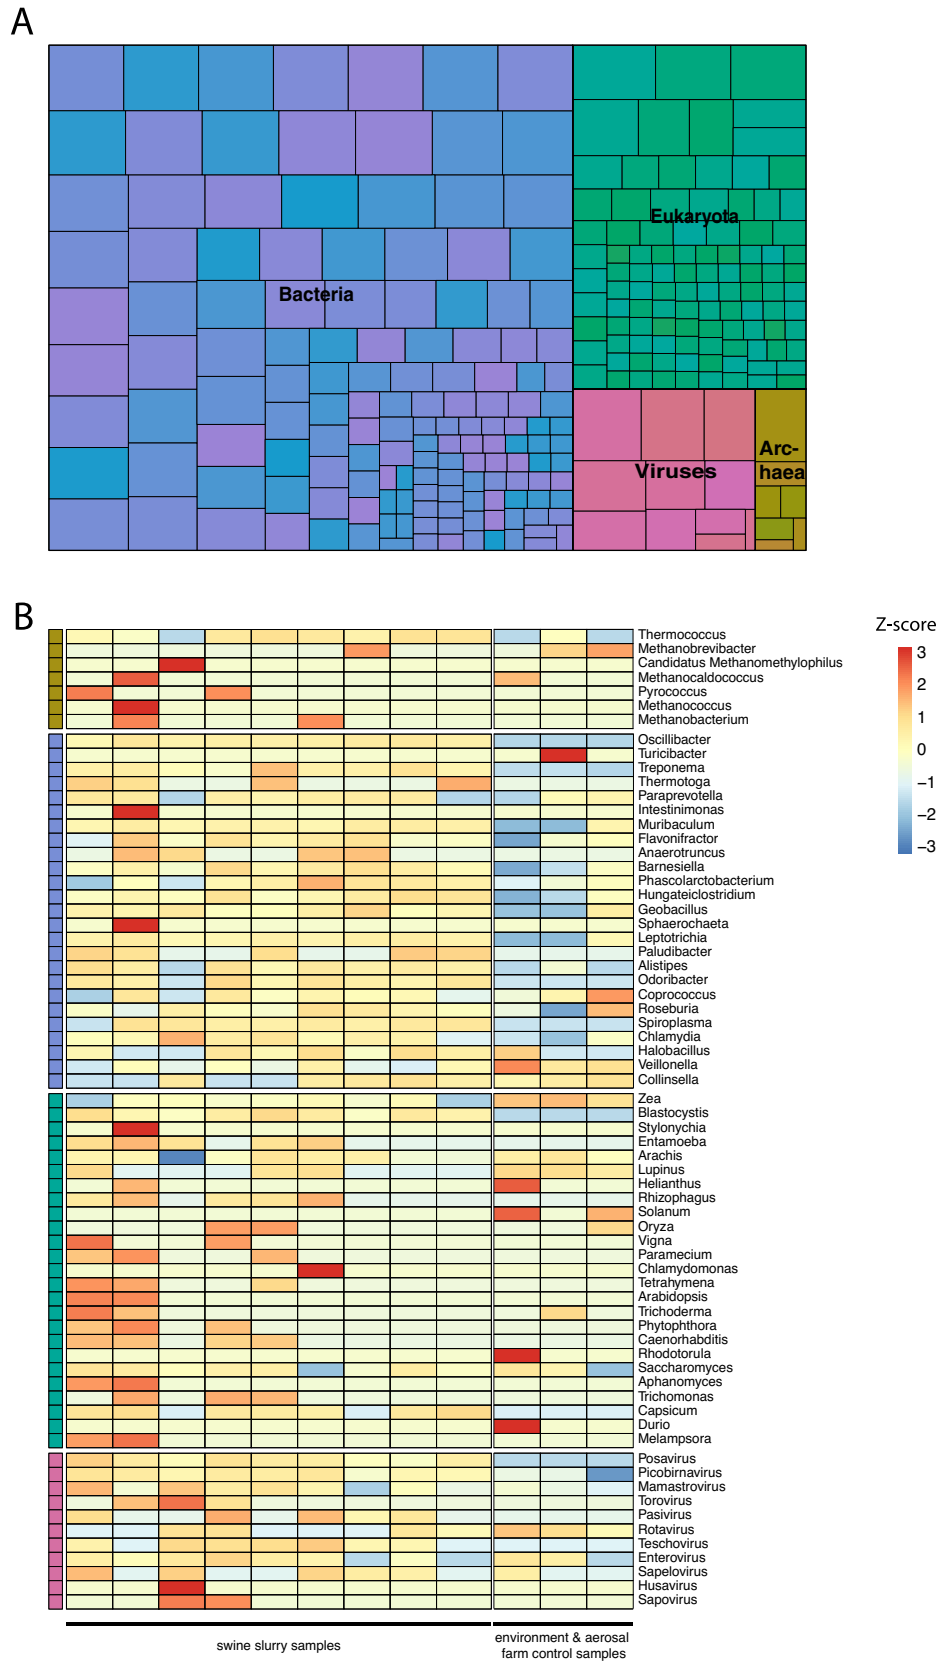 A
Bacteria
Eukaryota
Viruses
Arc-
haea
B
Z-score
3
2
1
0
−1
−2
−3
Thermococcus
Methanobrevibacter
Candidatus Methanomethylophilus
Methanocaldococcus
Pyrococcus
Methanococcus
Methanobacterium
Oscillibacter
Turicibacter
Treponema
Thermotoga
Paraprevotella
Intestinimonas
Muribaculum
Flavonifractor
Anaerotruncus
Barnesiella
Phascolarctobacterium
Hungateiclostridium
Geobacillus
Sphaerochaeta
Leptotrichia
Paludibacter
Alistipes
Odoribacter
Coprococcus
Roseburia
Spiroplasma
Chlamydia
Halobacillus
Veillonella
Collinsella
Zea
Blastocystis
Stylonychia
Entamoeba
Arachis
Lupinus
Helianthus
Rhizophagus
Solanum
Oryza
Vigna
Paramecium
Chlamydomonas
Tetrahymena
Arabidopsis
Trichoderma
Phytophthora
Caenorhabditis
Rhodotorula
Saccharomyces
Aphanomyces
Trichomonas
Capsicum
Durio
Melampsora
Posavirus
Picobirnavirus
Mamastrovirus
Torovirus
Pasivirus
Rotavirus
Teschovirus
Enterovirus
Sapelovirus
Husavirus
Sapovirus
swine slurry samples
environment & aerosal
farm control samples